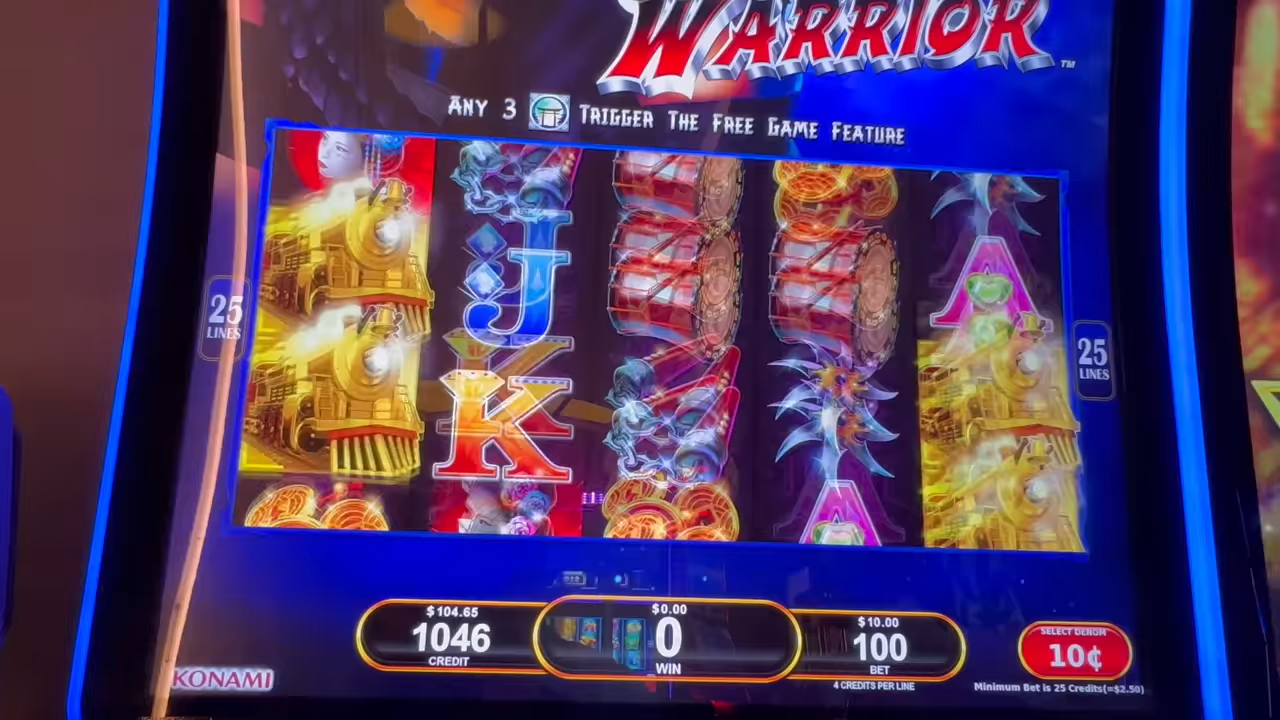 WARRIOR™
ANY 3 TRIGGER THE FREE GAME FEATURE
25
LINES
25
LINES
J
K
A
A
$104.65
1046
CREDIT
$0.00
0
WIN
$10.00
100
BET
4 CREDITS PER LINE
SELECT DENOM
10¢
Minimum Bet is 25 Credits(=$2.50)
KONAMI